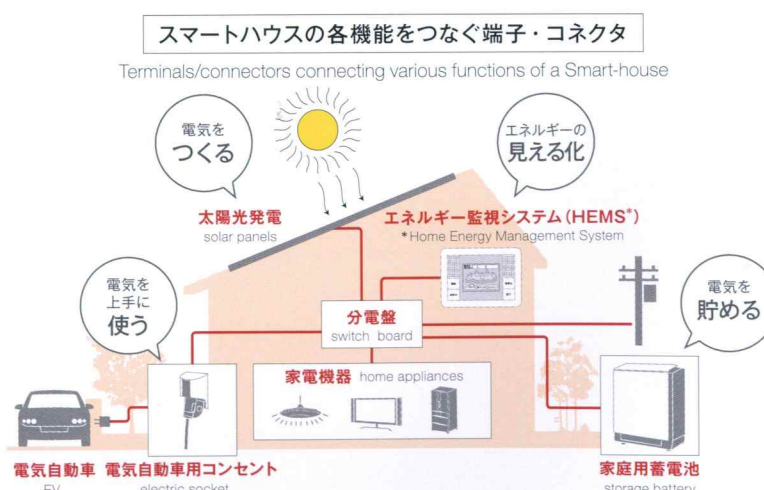 スマートハウスの各機能をつなぐ端子・コネクタ
Terminals/connectors connecting various functions of a Smart-house
電気を
つくる
エネルギーの
見える化
太陽光発電
solar panels
エネルギー監視システム(HEMS*)
*Home Energy Management System
電気を
上手に
使う
電気を
貯める
分電盤
switch board
家電機器 home appliances
電気自動車
EV
電気自動車用コンセント
electric socket
家庭用蓄電池
storage battery